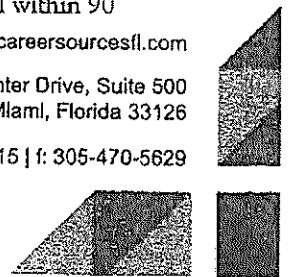 within 90
careersourcesfl.com
nter Drive, Suite 500
Miami, Florida 33126
15 | f: 305-470-5629